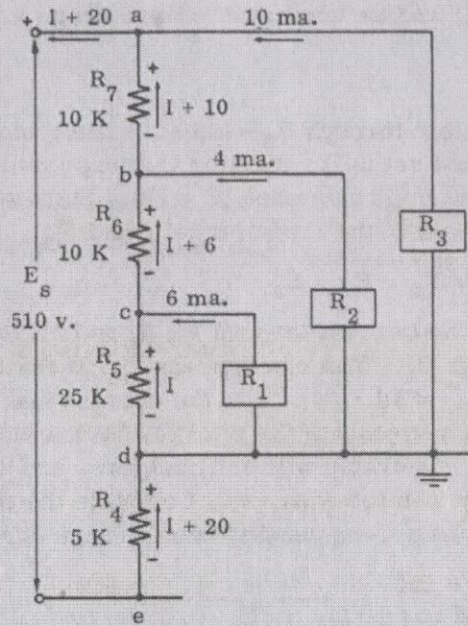 + I + 20 a 10 ma.
+
R7
10 K I + 10
-
b 4 ma.
+
R6
10 K I + 6
-
R3
Es
510 v.
R2
c 6 ma.
+
R5
25 K I
-
R1
d
+
R4
5 K I + 20
-
e